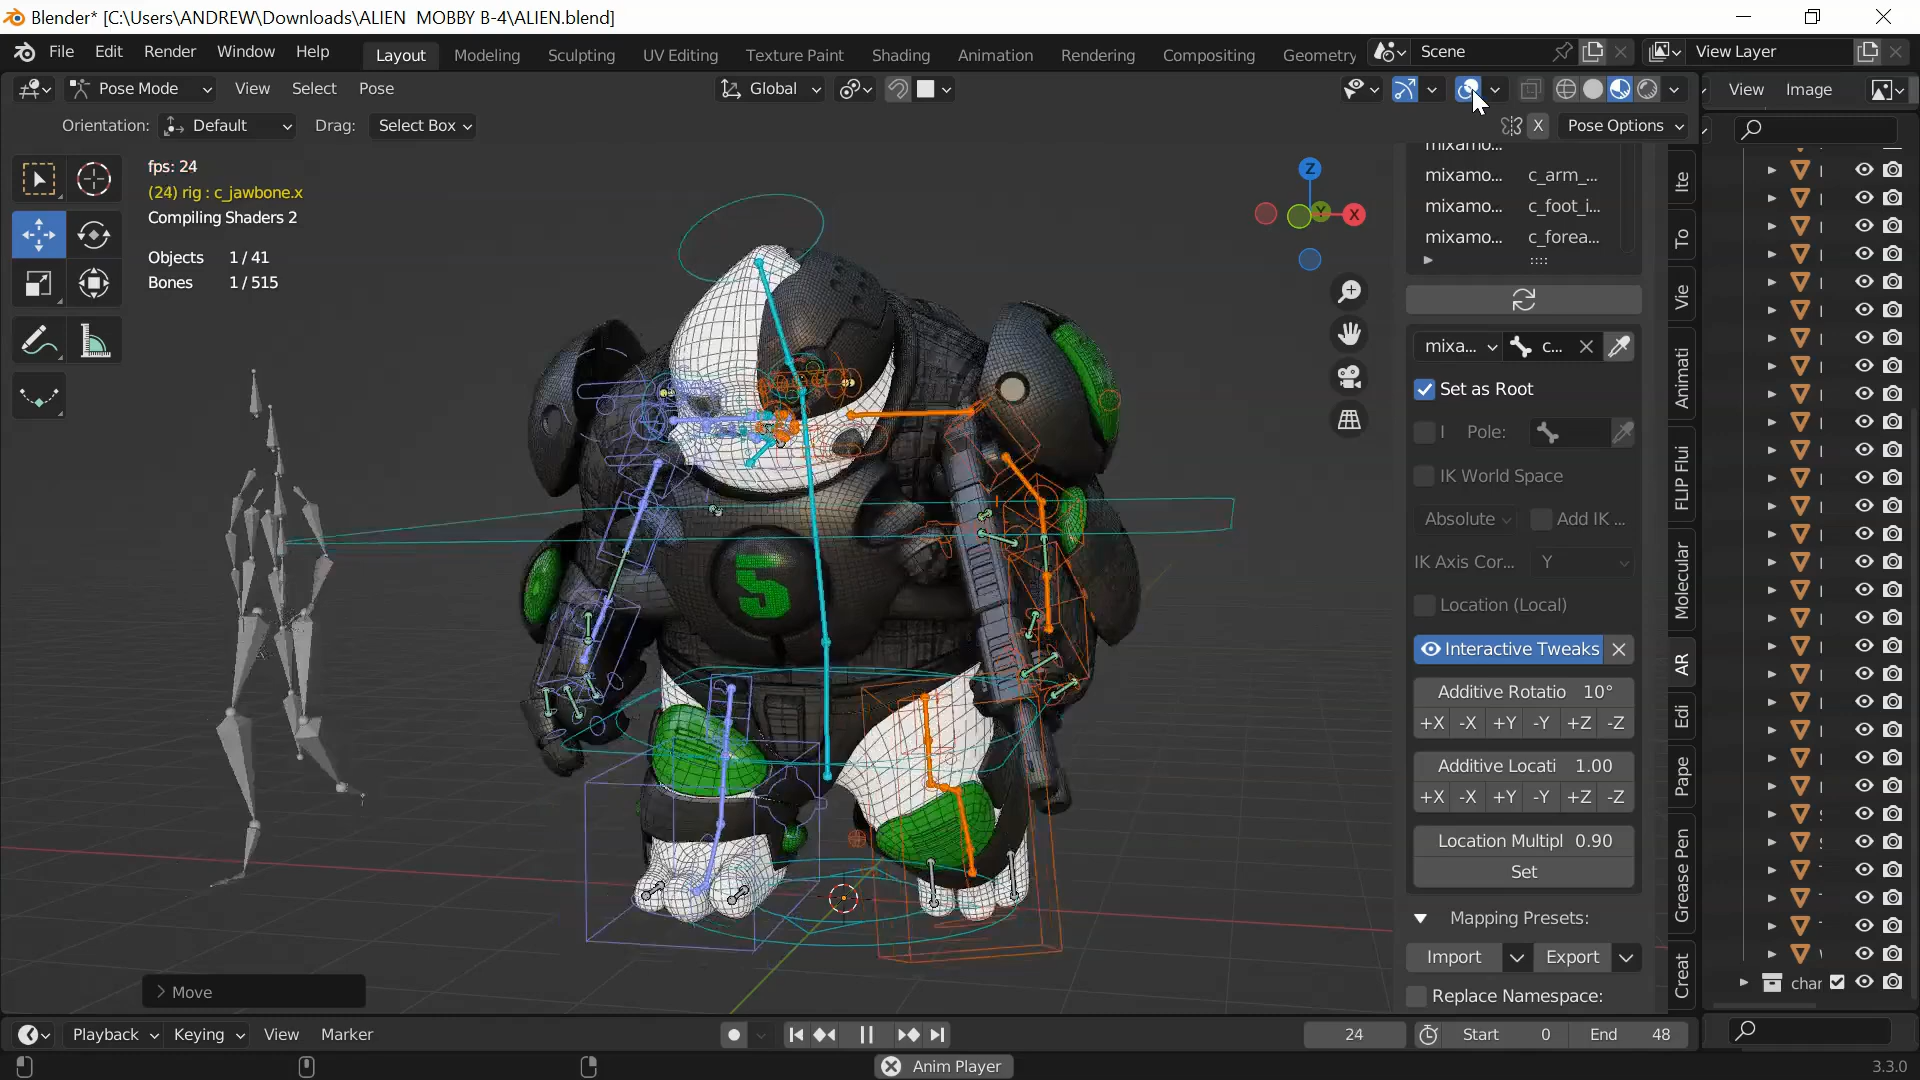 Blender* [C:\Users\ANDREW\Downloads\ALIEN  MOBBY B-4\ALIEN.blend]
File Edit Render Window Help Layout Modeling Sculpting UV Editing Texture Paint Shading Animation Rendering Compositing Geometry Scene View Layer
Pose Mode View Select Pose Global View Image
Orientation: Default Drag: Select Box X Pose Options
fps: 24
(24) rig : c_jawbone.x
Compiling Shaders 2
Objects 1 / 41
Bones 1 / 515
Z
Y
X
5
mixamo...
mixamo... c_arm_...
mixamo... c_foot_i...
mixamo... c_forea...
mixa... c...
Set as Root
I Pole:
IK World Space
Absolute Add IK ...
IK Axis Cor... Y
Location (Local)
Interactive Tweaks
Additive Rotatio 10°
+X -X +Y -Y +Z -Z
Additive Locati 1.00
+X -X +Y -Y +Z -Z
Location Multipl 0.90
Set
Mapping Presets:
Import Export
Replace Namespace:
Ite
To
Vie
Animati
FLIP Flui
Molecular
AR
Edi
Pape
Grease Pen
Creat
char
Move
Playback Keying View Marker 24 Start 0 End 48
Anim Player
3.3.0